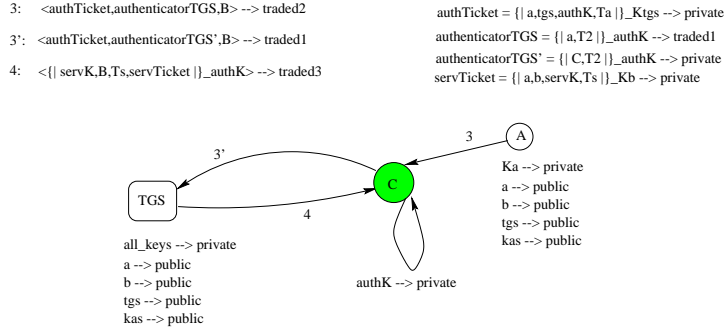 3: <authTicket,authenticatorTGS,B> --> traded2
3': <authTicket,authenticatorTGS',B> --> traded1
4: <{| servK,B,Ts,servTicket |}_authK> --> traded3
authTicket = {| a,tgs,authK,Ta |}_Ktgs --> private
authenticatorTGS = {| a,T2 |}_authK --> traded1
authenticatorTGS' = {| C,T2 |}_authK --> private
servTicket = {| a,b,servK,Ts |}_Kb --> private
3'
3
A
TGS
C
4
Ka --> private
a --> public
b --> public
tgs --> public
kas --> public
all_keys --> private
a --> public
b --> public
tgs --> public
kas --> public
authK --> private